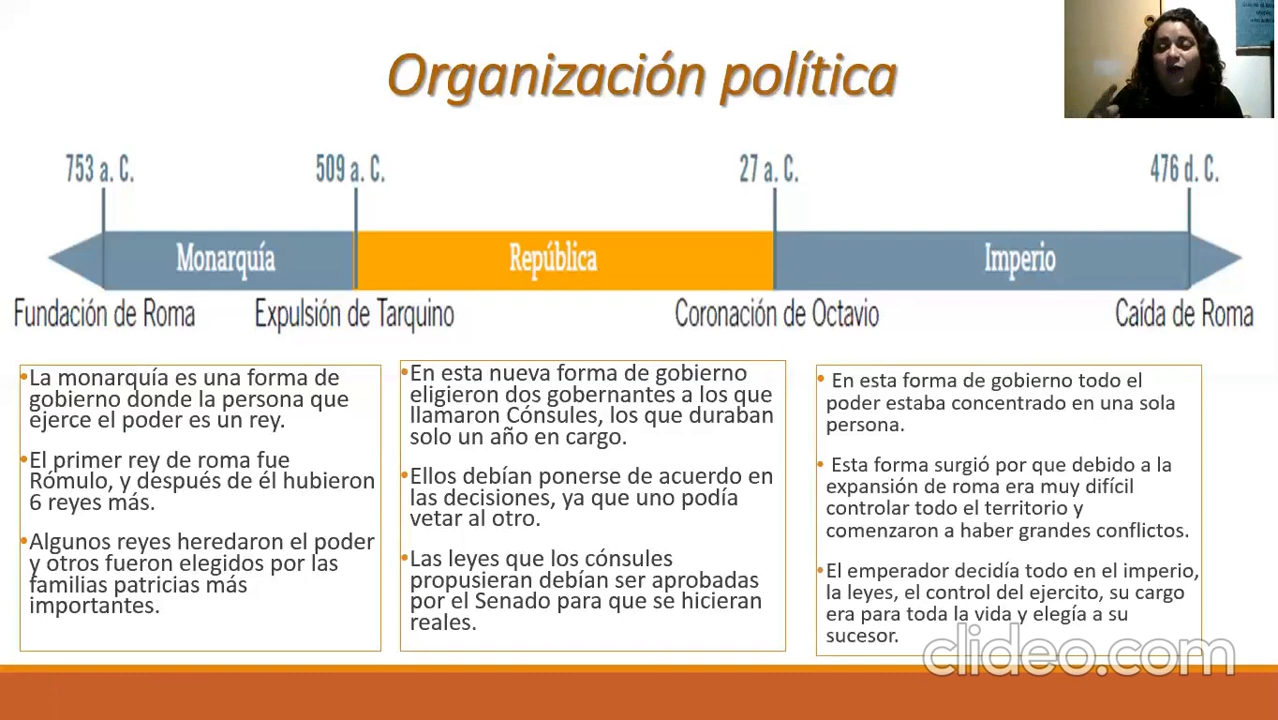 Organización política
753 a. C.
509 a. C.
27 a. C.
476 d. C.
Monarquía
República
Imperio
Fundación de Roma
Expulsión de Tarquino
Coronación de Octavio
Caída de Roma
•La monarquía es una forma de
gobierno donde la persona que
ejerce el poder es un rey.
•El primer rey de roma fue
Rómulo, y después de él hubieron
6 reyes más.
•Algunos reyes heredaron el poder
y otros fueron elegidos por las
familias patricias más
importantes.
•En esta nueva forma de gobierno
eligieron dos gobernantes a los que
llamaron Cónsules, los que duraban
solo un año en cargo.
•Ellos debían ponerse de acuerdo en
las decisiones, ya que uno podía
vetar al otro.
•Las leyes que los cónsules
propusieran debían ser aprobadas
por el Senado para que se hicieran
reales.
• En esta forma de gobierno todo el
poder estaba concentrado en una sola
persona.
• Esta forma surgió por que debido a la
expansión de roma era muy difícil
controlar todo el territorio y
comenzaron a haber grandes conflictos.
•El emperador decidía todo en el imperio,
la leyes, el control del ejercito, su cargo
era para toda la vida y elegía a su
sucesor.
clideo.com